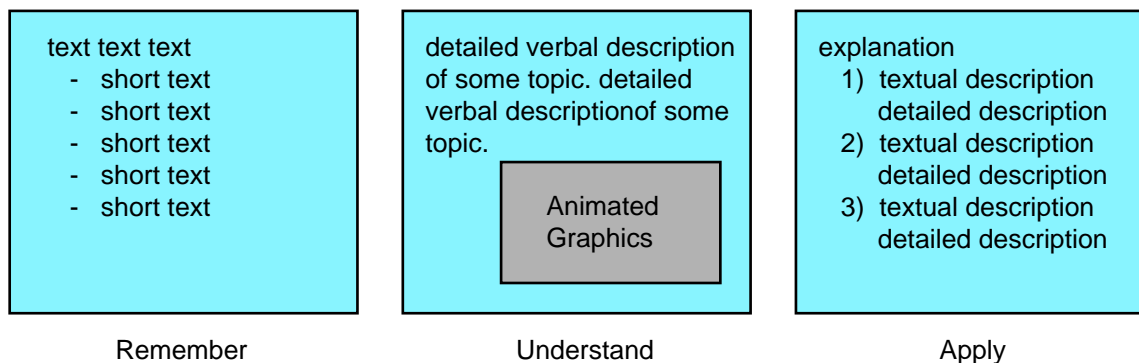 text text text
- short text
- short text
- short text
- short text
- short text
Remember
detailed verbal description
of some topic. detailed
verbal descriptionof some
topic.
Animated
Graphics
Understand
explanation
1) textual description
detailed description
2) textual description
detailed description
3) textual description
detailed description
Apply